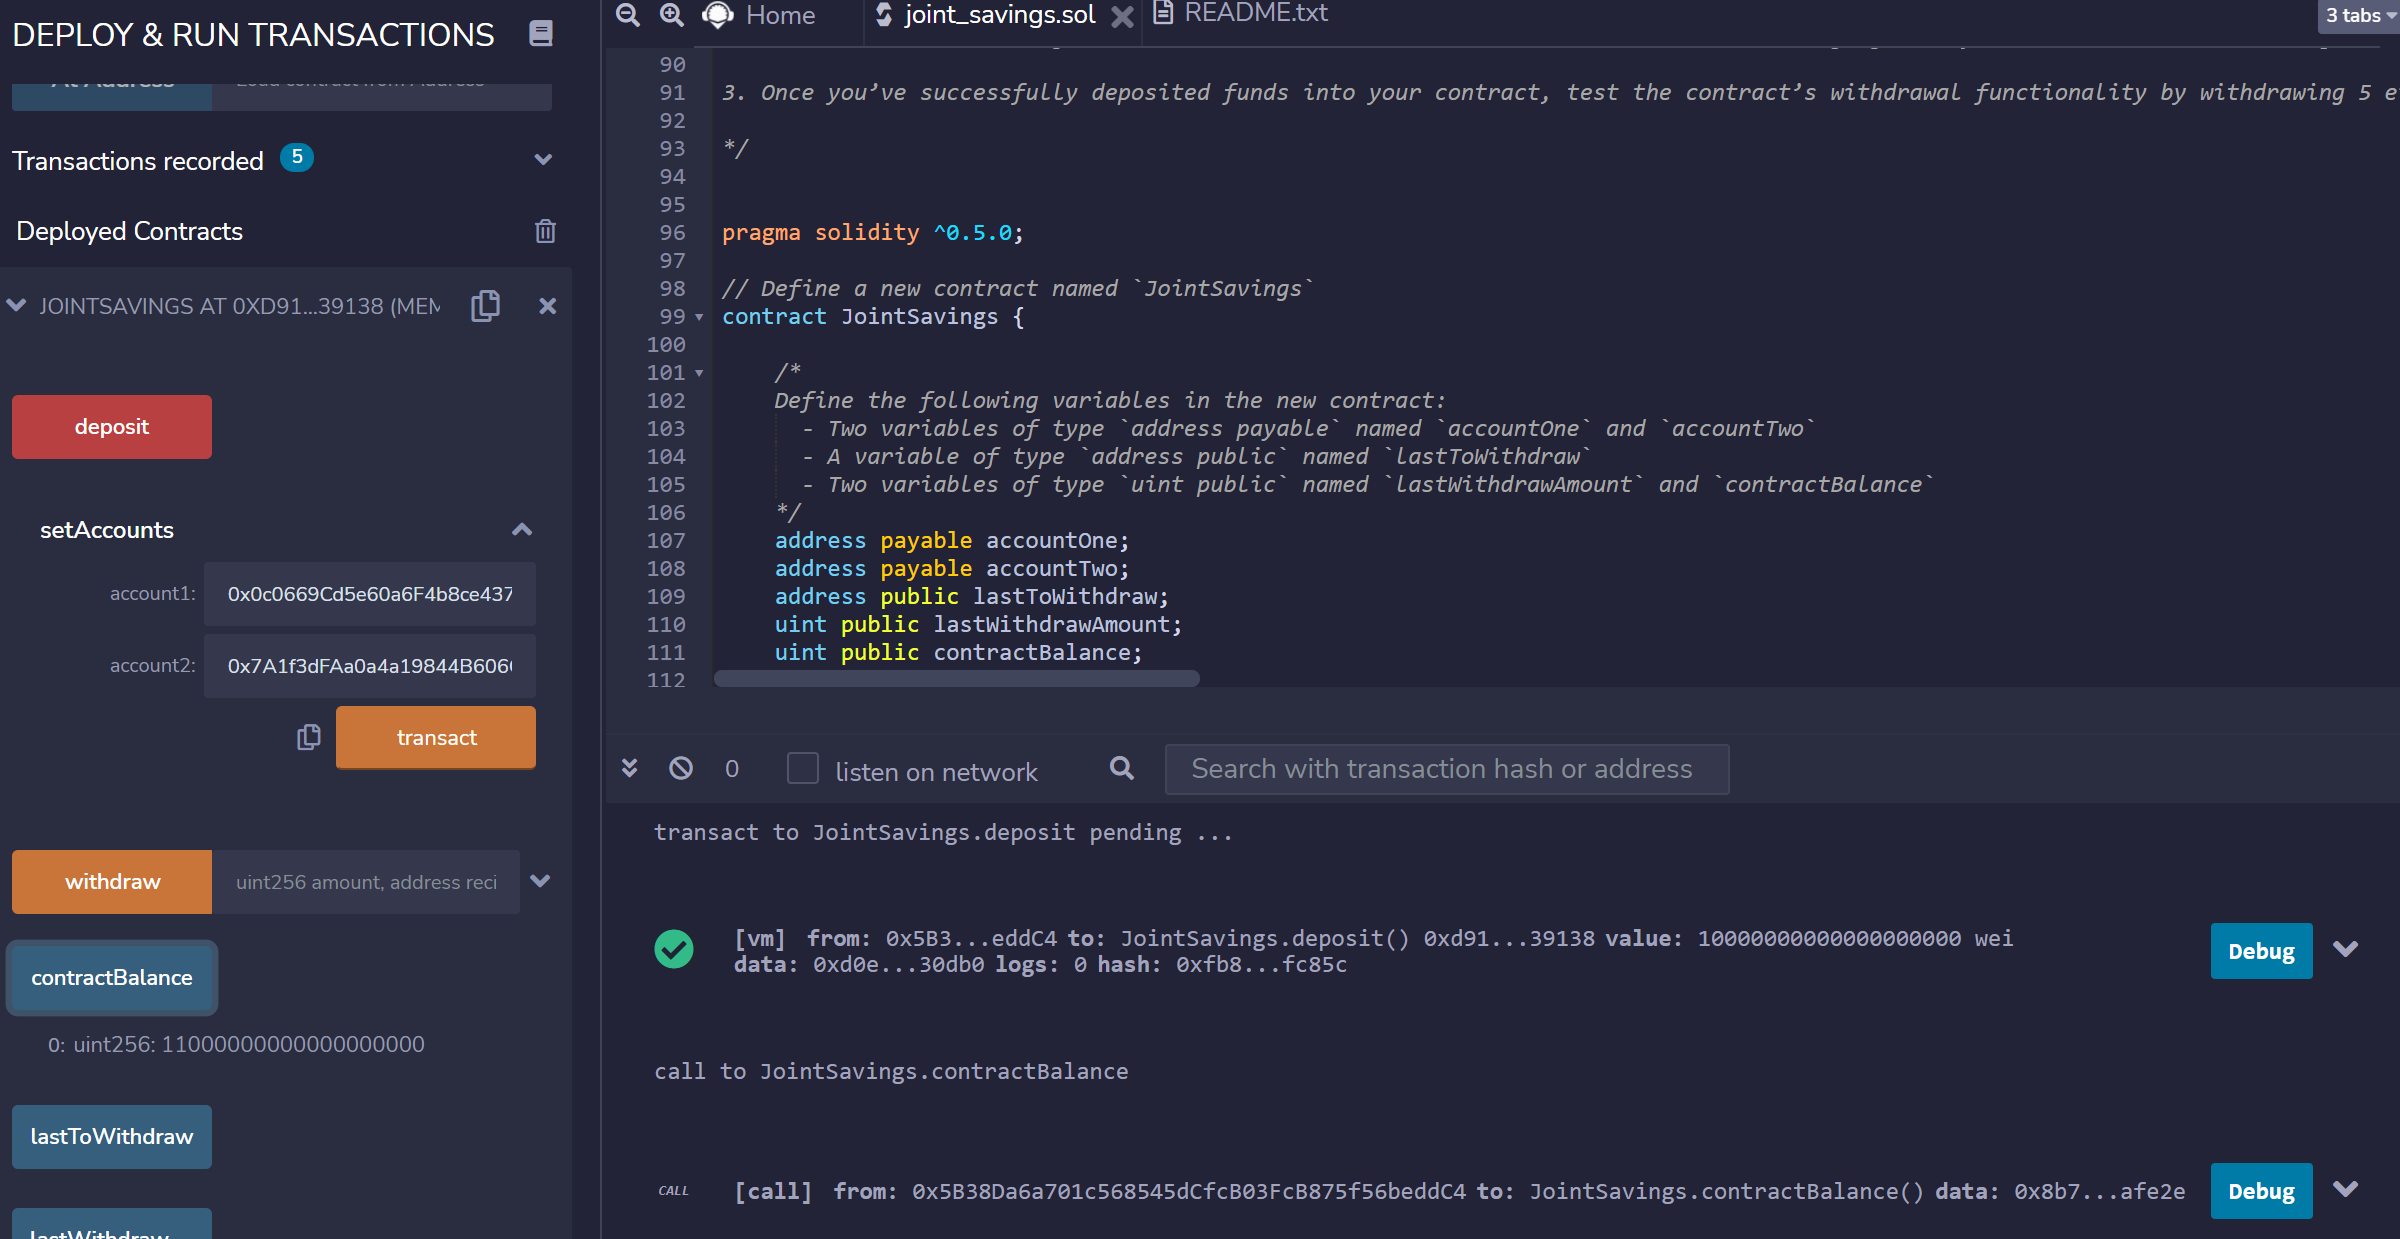 DEPLOY & RUN TRANSACTIONS
At Address
Load contract from Address
Transactions recorded 5
Deployed Contracts
JOINTSAVINGS AT 0XD91...39138 (MEM
deposit
setAccounts
account1: 0x0c0669Cd5e60a6F4b8ce437
account2: 0x7A1f3dFAa0a4a19844B606
transact
withdraw uint256 amount, address reci
contractBalance
0: uint256: 11000000000000000000
lastToWithdraw
lastWithdraw
Home joint_savings.sol README.txt 3 tabs
90
91 3. Once you’ve successfully deposited funds into your contract, test the contract’s withdrawal functionality by withdrawing 5 e
92
93 */
94
95
96 pragma solidity ^0.5.0;
97
98 // Define a new contract named `JointSavings`
99 contract JointSavings {
100
101 /*
102 Define the following variables in the new contract:
103 - Two variables of type `address payable` named `accountOne` and `accountTwo`
104 - A variable of type `address public` named `lastToWithdraw`
105 - Two variables of type `uint public` named `lastWithdrawAmount` and `contractBalance`
106 */
107 address payable accountOne;
108 address payable accountTwo;
109 address public lastToWithdraw;
110 uint public lastWithdrawAmount;
111 uint public contractBalance;
112
0 listen on network Search with transaction hash or address
transact to JointSavings.deposit pending ...
[vm] from: 0x5B3...eddC4 to: JointSavings.deposit() 0xd91...39138 value: 10000000000000000000 wei
data: 0xd0e...30db0 logs: 0 hash: 0xfb8...fc85c
Debug
call to JointSavings.contractBalance
CALL [call] from: 0x5B38Da6a701c568545dCfcB03FcB875f56beddC4 to: JointSavings.contractBalance() data: 0x8b7...afe2e
Debug